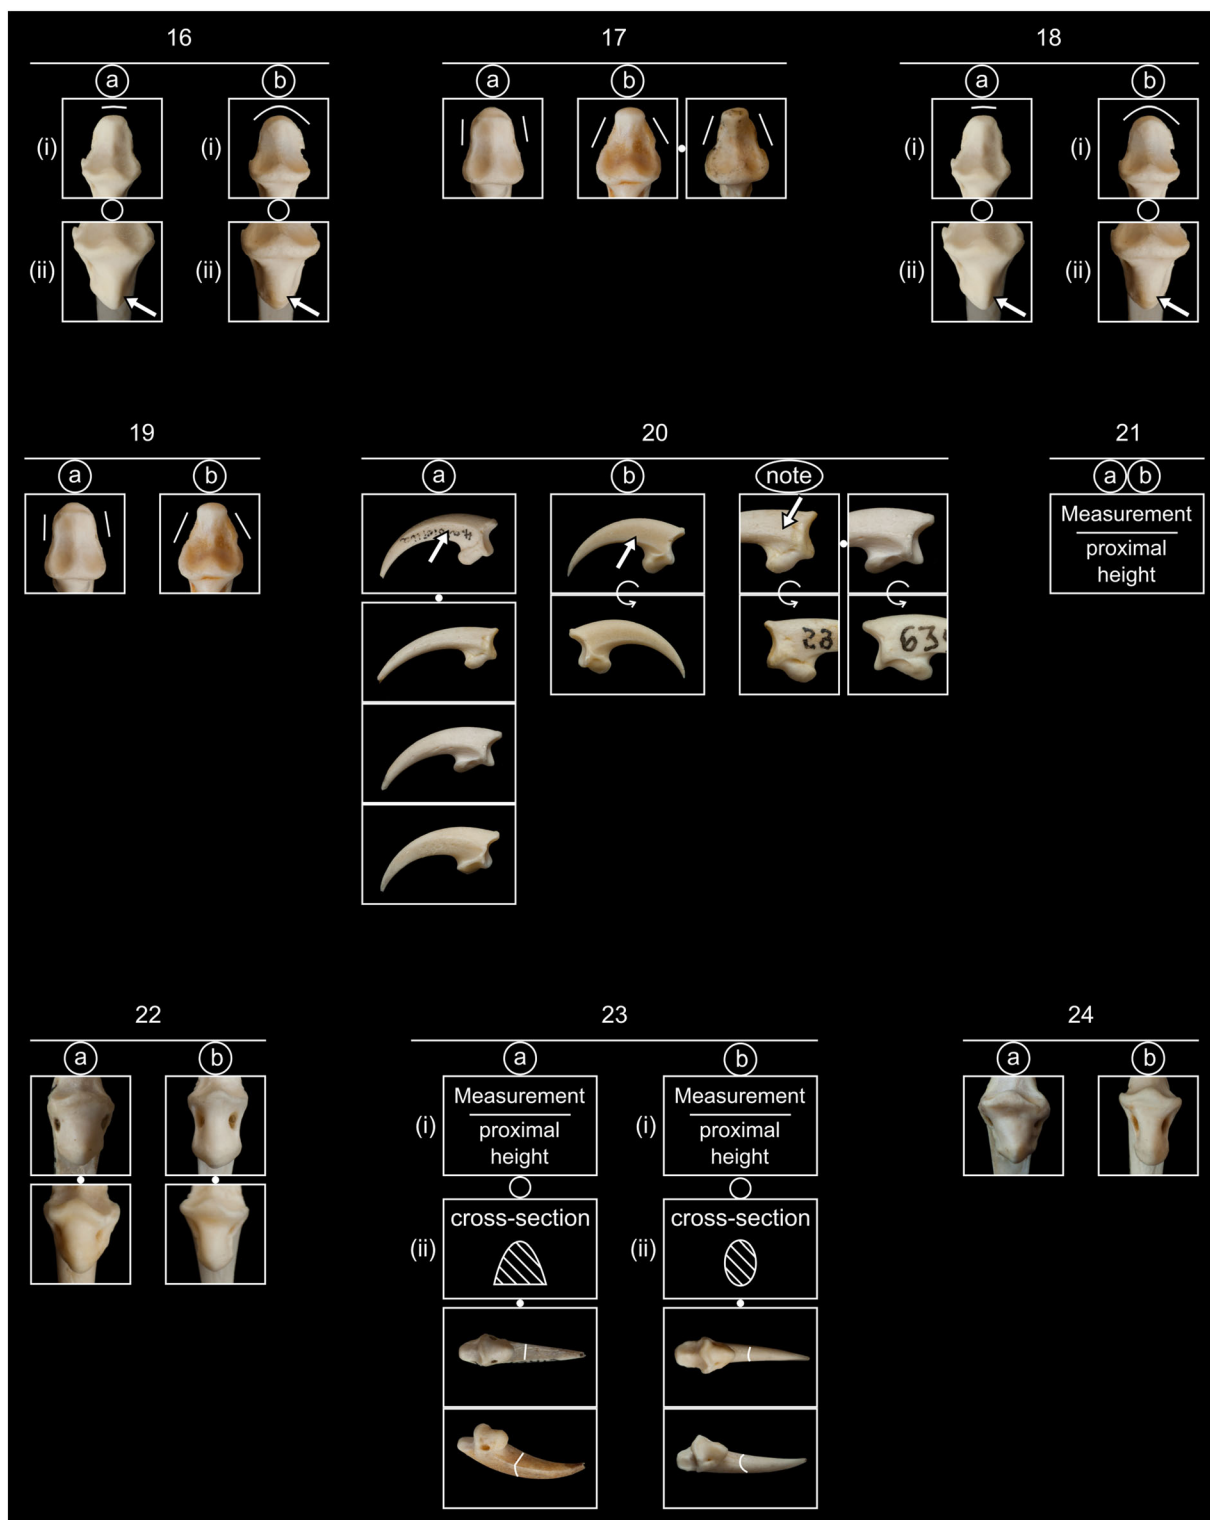 16
17
18
a
b
a
b
a
b
(i)
(i)
(i)
(i)
(ii)
(ii)
(ii)
(ii)
19
20
21
a
b
a
b
note
a b
Measurement
proximal
height
28
63
22
23
24
a
b
a
b
a
b
(i)
Measurement
proximal
height
(i)
Measurement
proximal
height
(ii)
cross-section
(ii)
cross-section